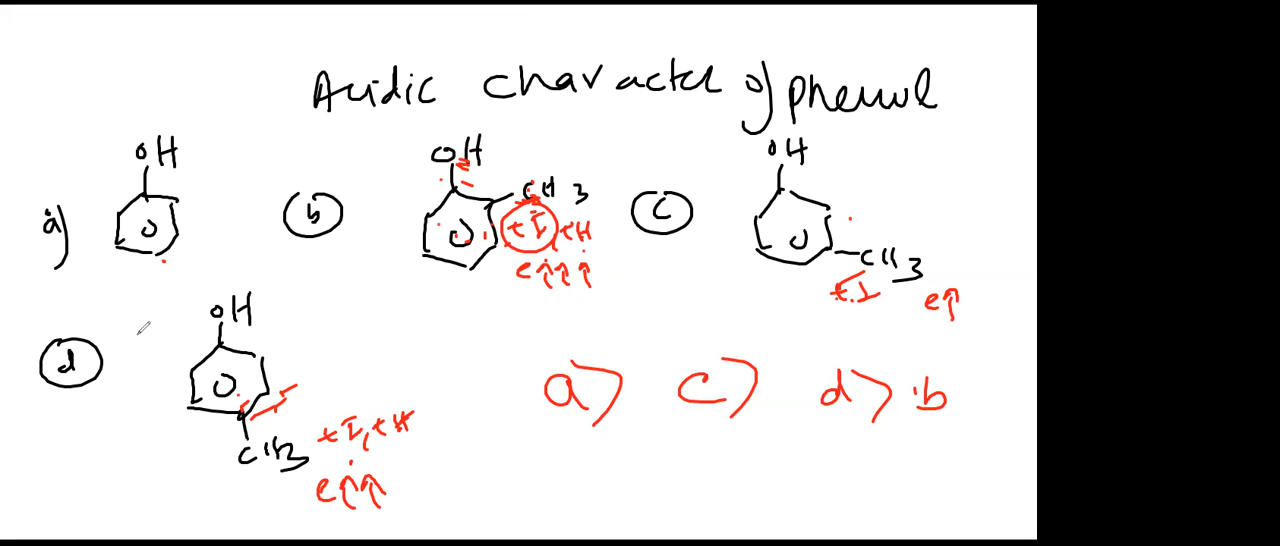 Acidic character of phenol
OH OH OH
a) b CH3 c
O O +I +H O CH3
e↑↑↑ +I e↑
OH
d O a > c > d > b
CH3 +I, +H
e↑↑